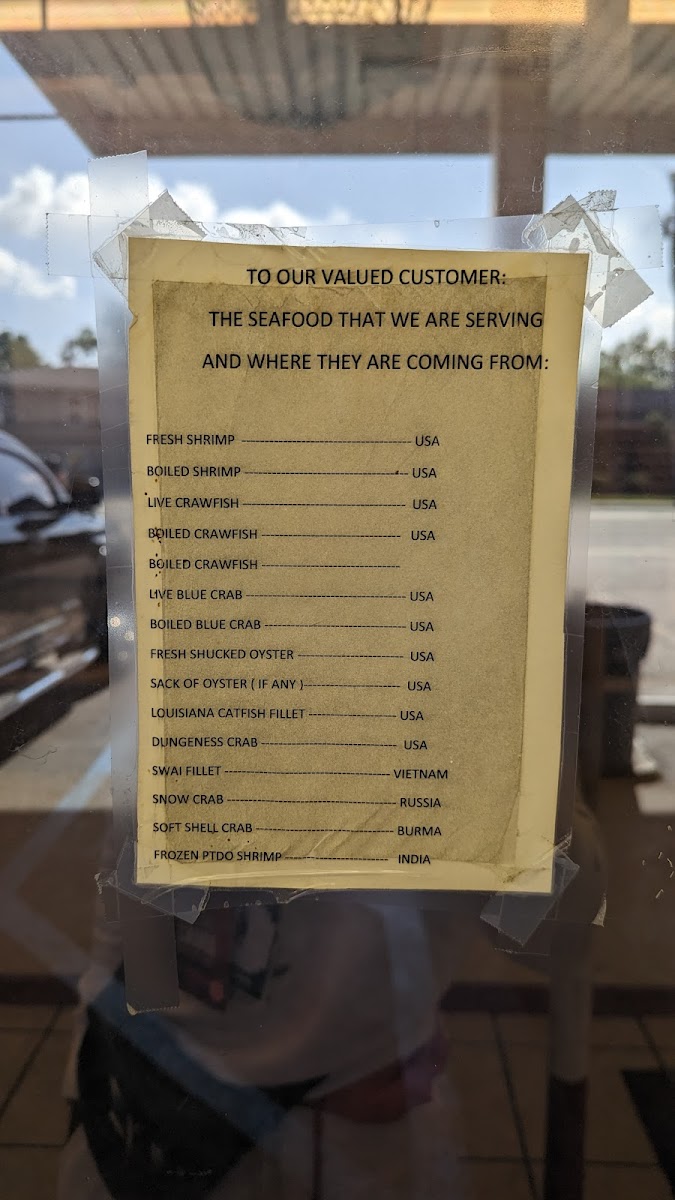 TO OUR VALUED CUSTOMER:
THE SEAFOOD THAT WE ARE SERVING
AND WHERE THEY ARE COMING FROM:
FRESH SHRIMP ------------------------------------ USA
BOILED SHRIMP ---------------------------------- USA
LIVE CRAWFISH ---------------------------------- USA
BOILED CRAWFISH ----------------------------- USA
BOILED CRAWFISH -----------------------------
LIVE BLUE CRAB --------------------------------- USA
BOILED BLUE CRAB ----------------------------- USA
FRESH SHUCKED OYSTER ---------------------- USA
SACK OF OYSTER ( IF ANY )-------------------- USA
LOUISIANA CATFISH FILLET ------------------ USA
DUNGENESS CRAB ---------------------------- USA
SWAI FILLET ----------------------------------- VIETNAM
SNOW CRAB ----------------------------------- RUSSIA
SOFT SHELL CRAB ----------------------------- BURMA
FROZEN PTDO SHRIMP---------------------- INDIA